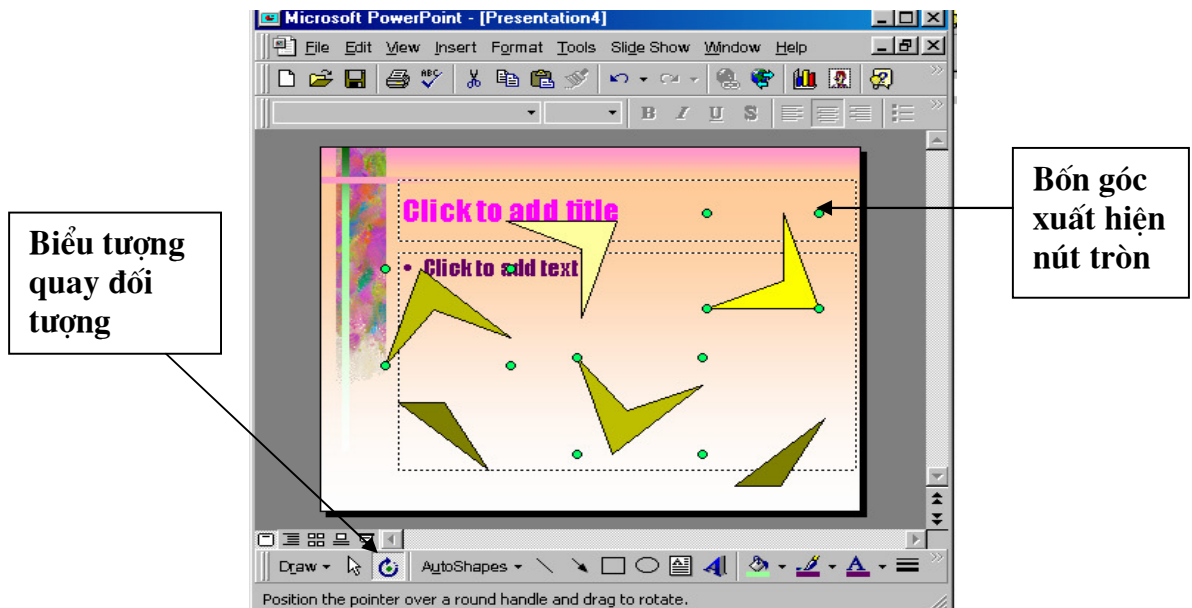 Microsoft PowerPoint - [Presentation4]
File Edit View Insert Format Tools Slide Show Window Help
ABC
B I U S
Click to add title
• Click to add text
Bốn góc
xuất hiện
nút tròn
Biểu tượng
quay đối
tượng
Draw AutoShapes A A
Position the pointer over a round handle and drag to rotate.